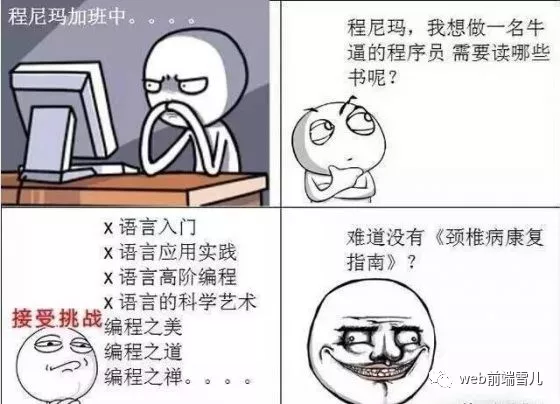 程尼玛加班中。。。。
程尼玛，我想做一名牛
逼的程序员 需要读哪些
书呢？
x 语言入门
x 语言应用实践
x 语言高阶编程
x 语言的科学艺术
接受挑战
编程之美
编程之道
编程之禅。。。。
难道没有《颈椎病康复
指南》？
web前端雪儿